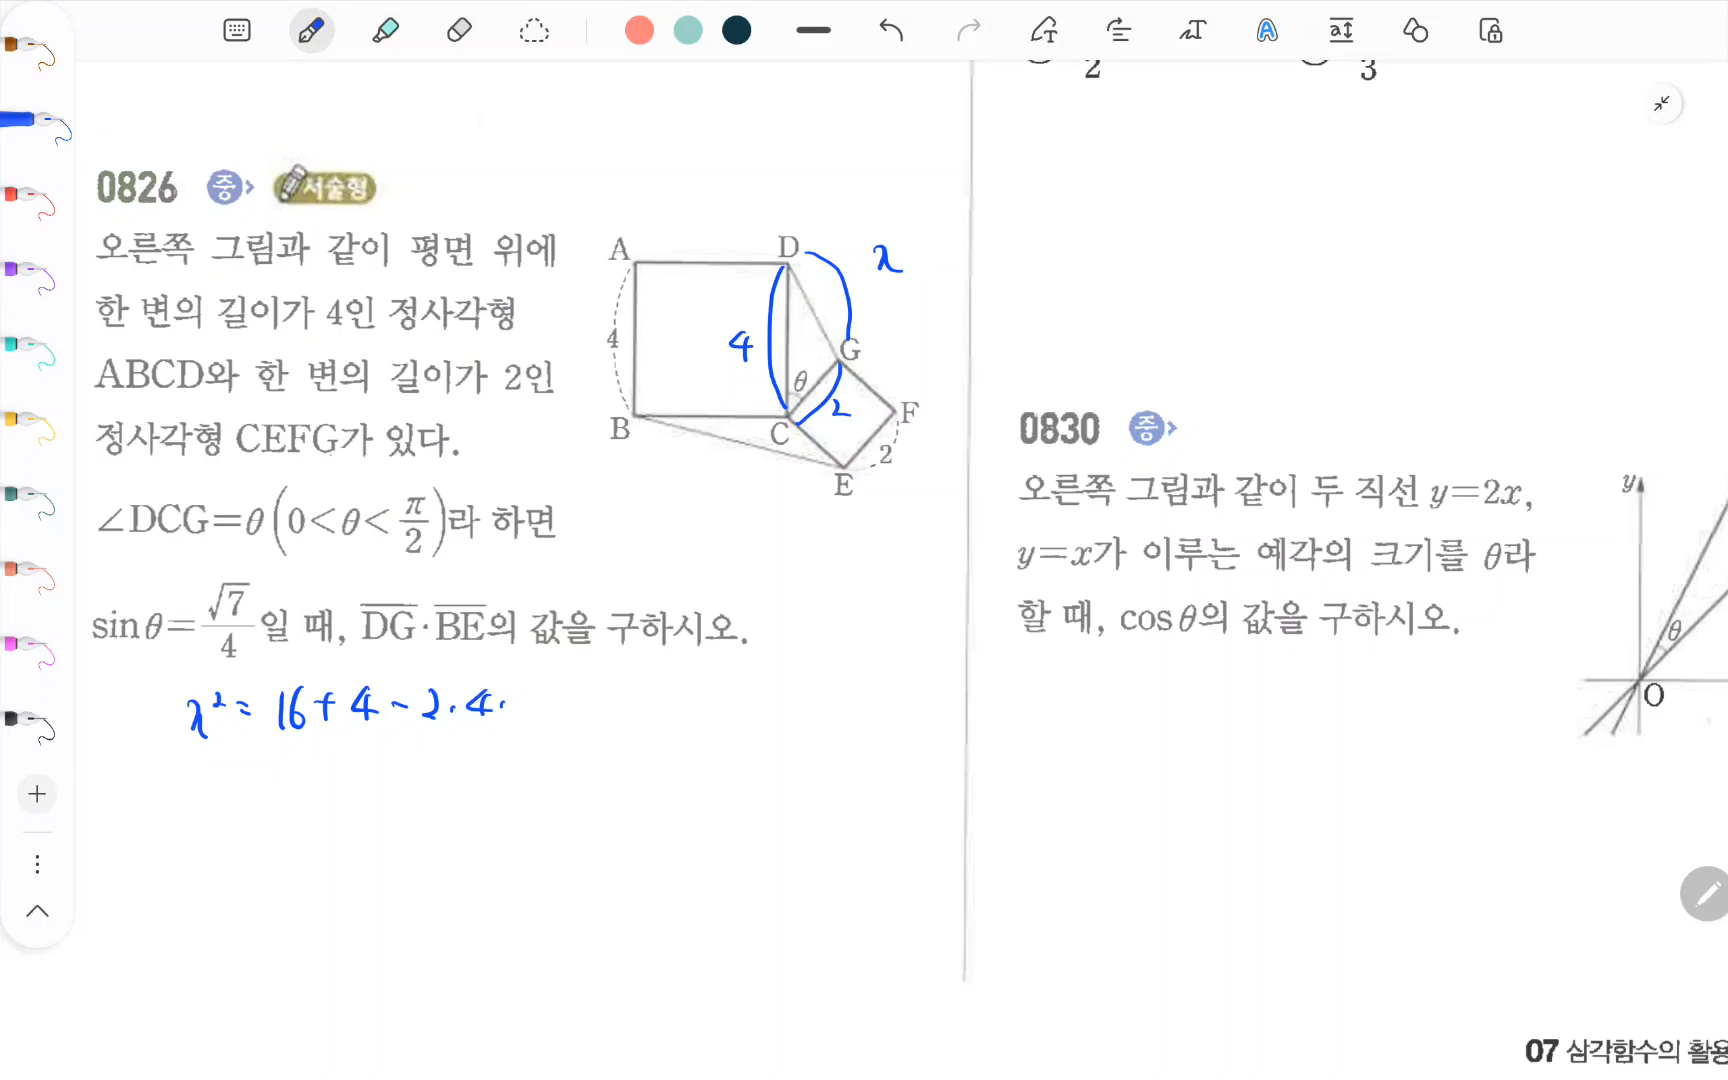 2
3
0826 중 서술형
오른쪽 그림과 같이 평면 위에
한 변의 길이가 4인 정사각형
ABCD와 한 변의 길이가 2인
정사각형 CEFG가 있다.
∠DCG=θ(0<θ<π/2)라 하면
sinθ=√7/4일 때, D͞G·B͞E의 값을 구하시오.
A
D
x
4
4
G
θ
2
F
B
C
2
E
x²= 16+4-2·4·
0830 중
오른쪽 그림과 같이 두 직선 y=2x,
y=x가 이루는 예각의 크기를 θ라
할 때, cosθ의 값을 구하시오.
y
θ
O
07 삼각함수의 활용